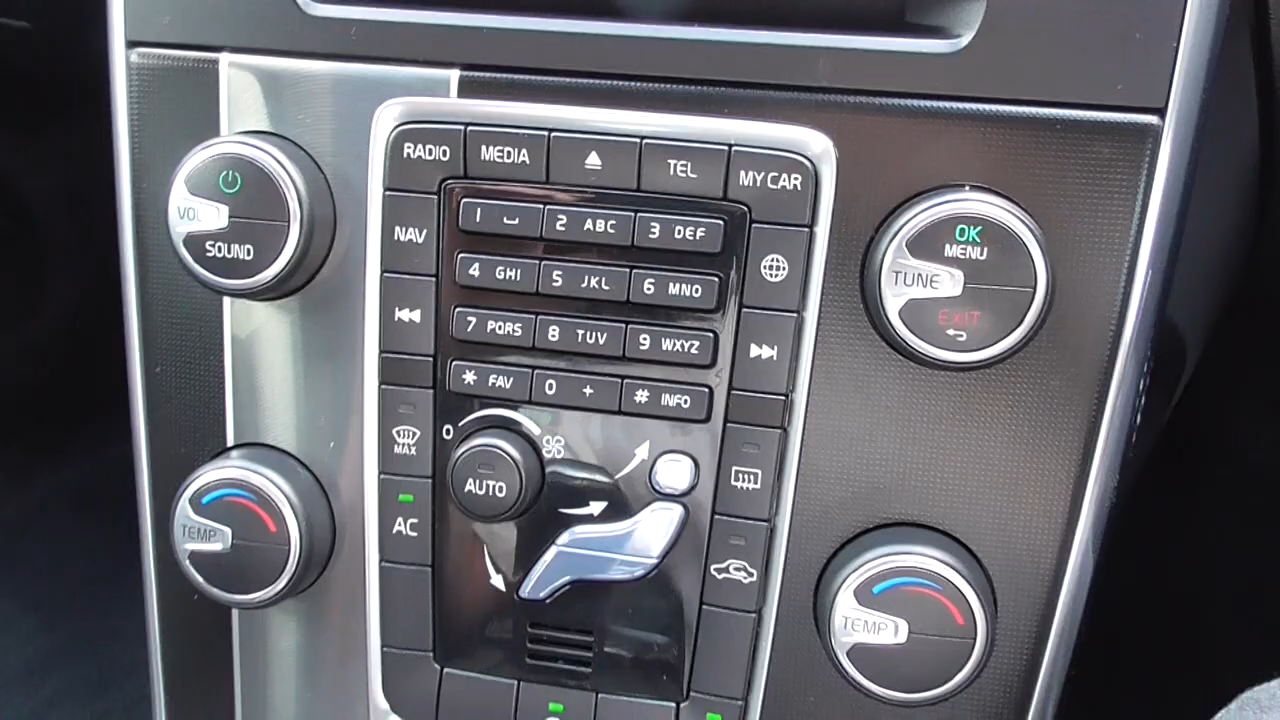 RADIO MEDIA TEL MY CAR
VOL
SOUND
NAV
1 2 ABC 3 DEF
4 GHI 5 JKL 6 MNO
7 PQRS 8 TUV 9 WXYZ
* FAV 0 + # INFO
OK
MENU
TUNE
EXIT
MAX
0
AUTO
AC
TEMP
TEMP